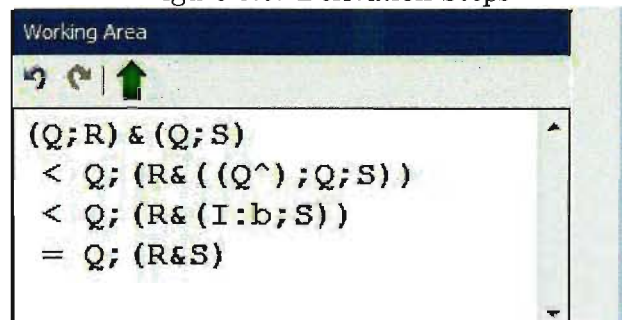 Working Area
(Q;R)&(Q;S)
< Q;(R&((Q^);Q;S))
< Q;(R&(I:b;S))
= Q;(R&S)